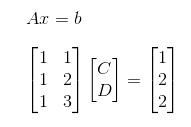 Ax = b
[1 1; 1 2; 1 3] [C; D] = [1; 2; 2]